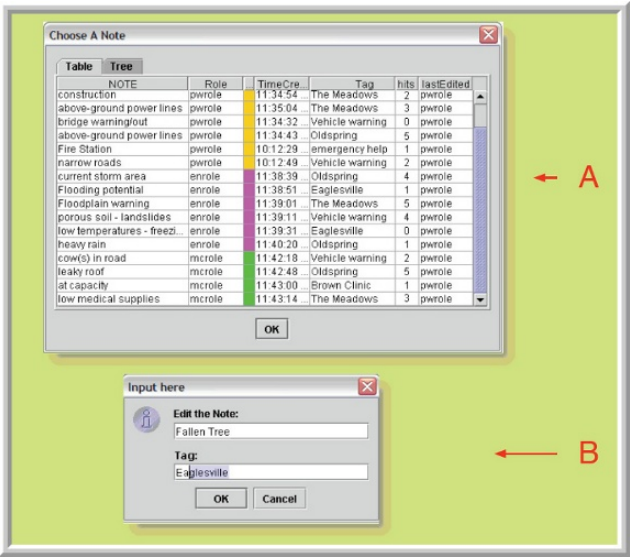 Choose A Note
Table Tree
NOTE Role ... TimeCre... Tag hits lastEdited
construction pwrole 11:34:54 ... The Meadows 2 pwrole
above-ground power lines pwrole 11:35:04 ... The Meadows 3 pwrole
bridge warning/out pwrole 11:34:32 ... Vehicle warning 0 pwrole
above-ground power lines pwrole 11:34:43 ... Oldspring 5 pwrole
Fire Station pwrole 10:12:29 ... emergency help 1 pwrole
narrow roads pwrole 10:12:49 ... Vehicle warning 2 pwrole
current storm area enrole 11:38:39 ... Oldspring 4 pwrole
Flooding potential enrole 11:38:51 ... Eaglesville 1 pwrole
Floodplain warning enrole 11:39:01 ... The Meadows 5 pwrole
porous soil - landslides enrole 11:39:11 ... Vehicle warning 4 pwrole
low temperatures - freezi... enrole 11:39:31 ... Eaglesville 0 pwrole
heavy rain enrole 11:40:20 ... Oldspring 1 pwrole
cow(s) in road mcrole 11:42:18 ... Vehicle warning 2 pwrole
leaky roof mcrole 11:42:48 ... Oldspring 5 pwrole
at capacity mcrole 11:43:00 ... Brown Clinic 1 pwrole
low medical supplies mcrole 11:43:14 ... The Meadows 3 pwrole
OK
A
Input here
Edit the Note:
Fallen Tree
Tag:
Eaglesville
OK Cancel
B